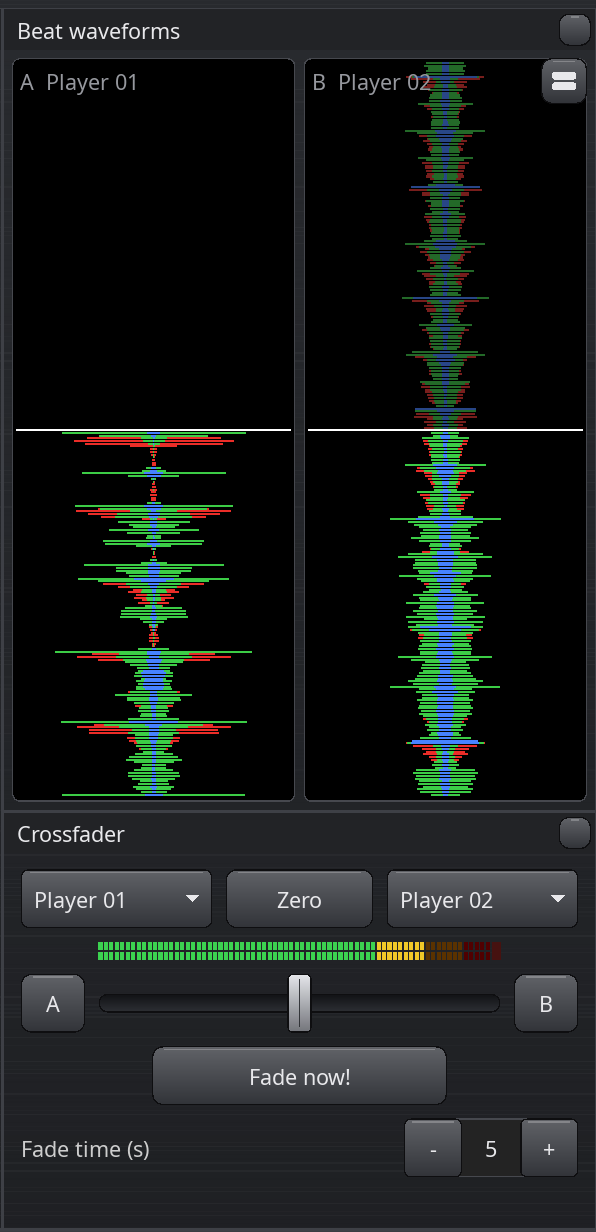 Beat waveforms
A Player 01
B Player 02
Crossfader
Player 01
Zero
Player 02
A
B
Fade now!
Fade time (s)
- 5 +